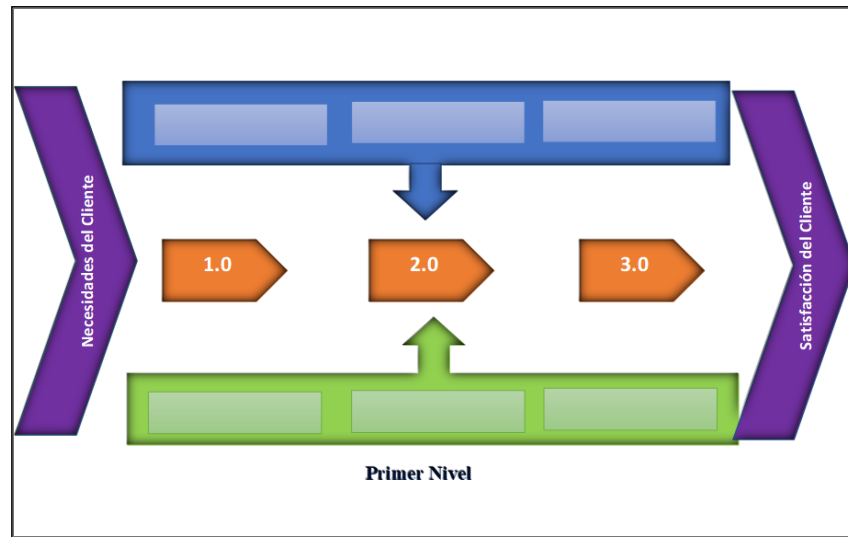 Necesidades del Cliente
1.0
2.0
3.0
Satisfacción del Cliente
Primer Nivel